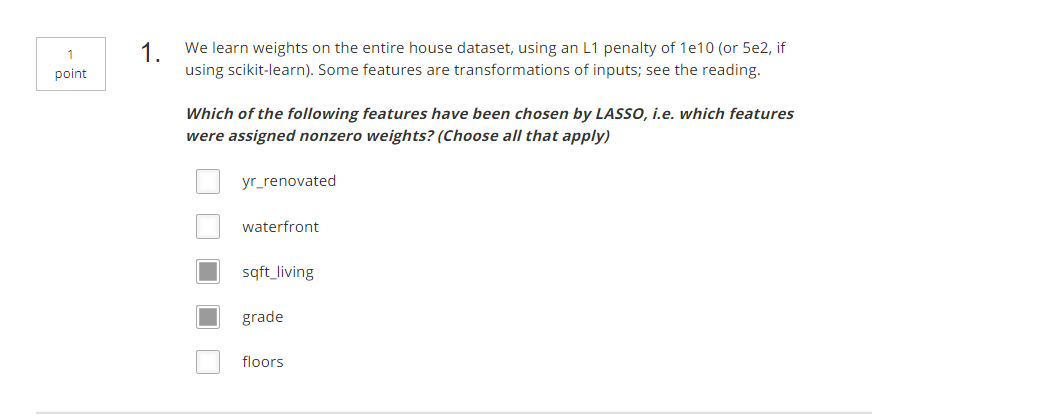 1
point
1.
We learn weights on the entire house dataset, using an L1 penalty of 1e10 (or 5e2, if
using scikit-learn). Some features are transformations of inputs; see the reading.
Which of the following features have been chosen by LASSO, i.e. which features
were assigned nonzero weights? (Choose all that apply)
yr_renovated
waterfront
sqft_living
grade
floors